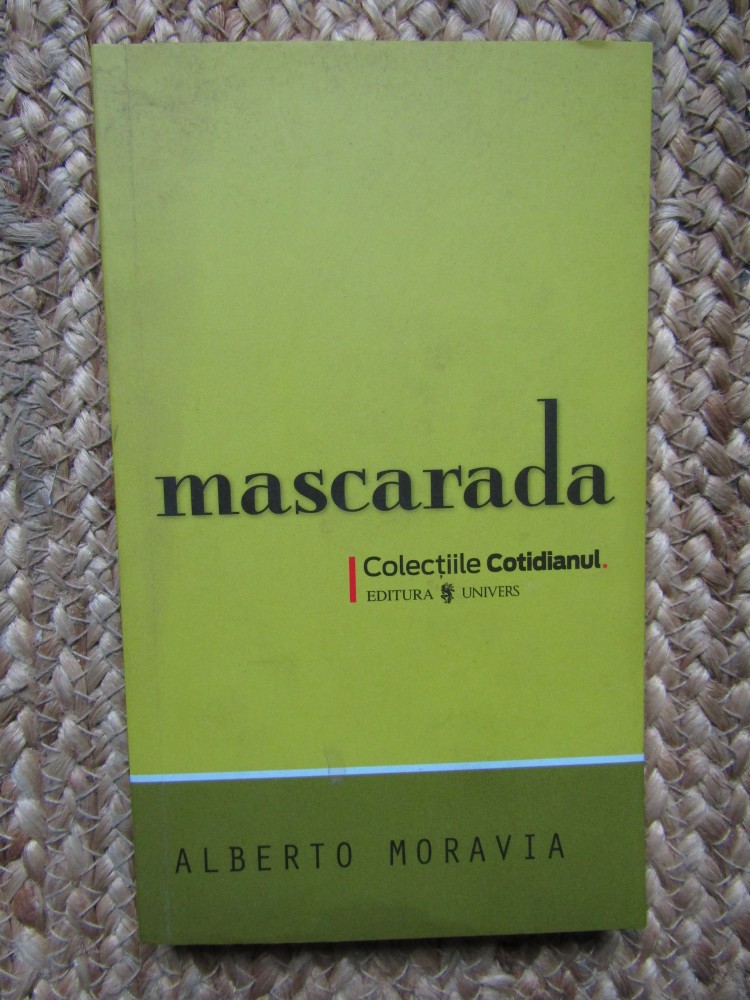 mascarada
Colecțiile Cotidianul.
EDITURA UNIVERS
ALBERTO MORAVIA